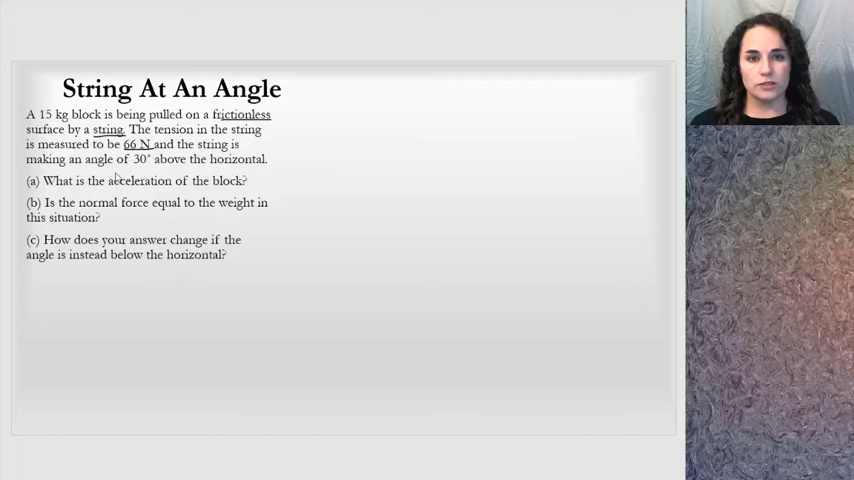 String At An Angle
A 15 kg block is being pulled on a frictionless
surface by a string. The tension in the string
is measured to be 66 N and the string is
making an angle of 30° above the horizontal.
(a) What is the acceleration of the block?
(b) Is the normal force equal to the weight in
this situation?
(c) How does your answer change if the
angle is instead below the horizontal?